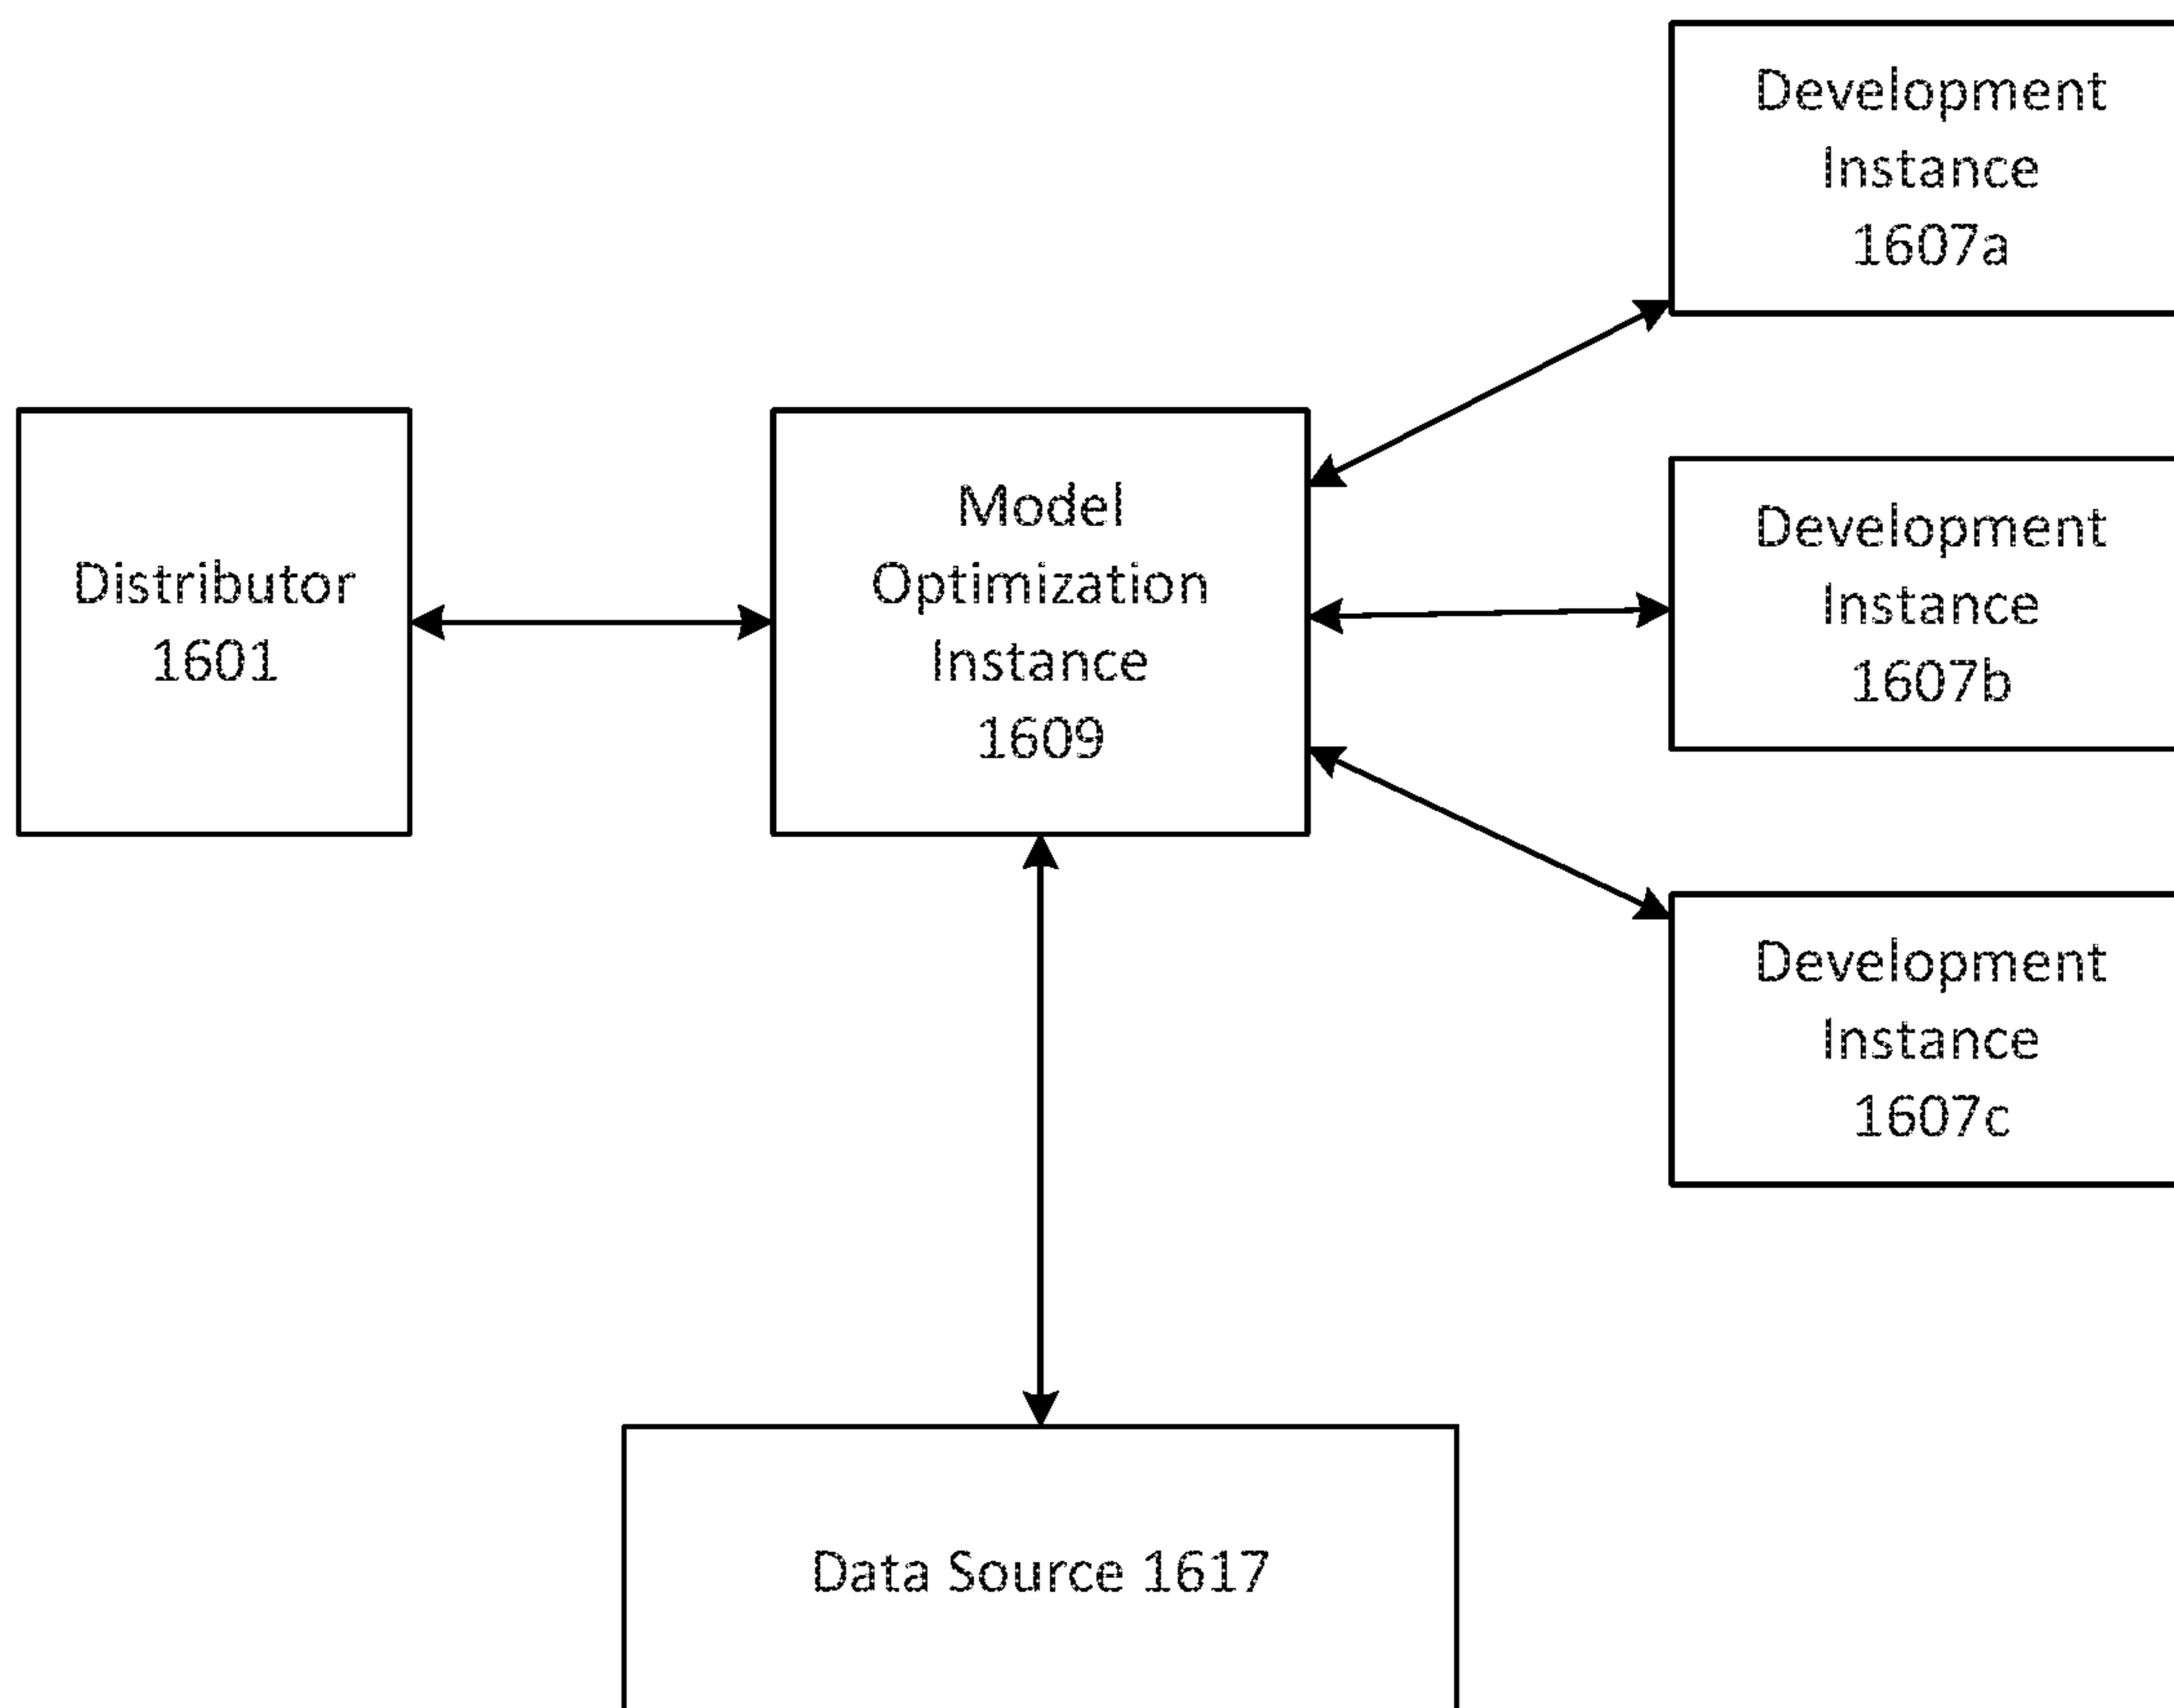 Development
Instance
1607a
Distributor
1601
Model
Optimization
Instance
1609
Development
Instance
1607b
Development
Instance
1607c
Data Source 1617